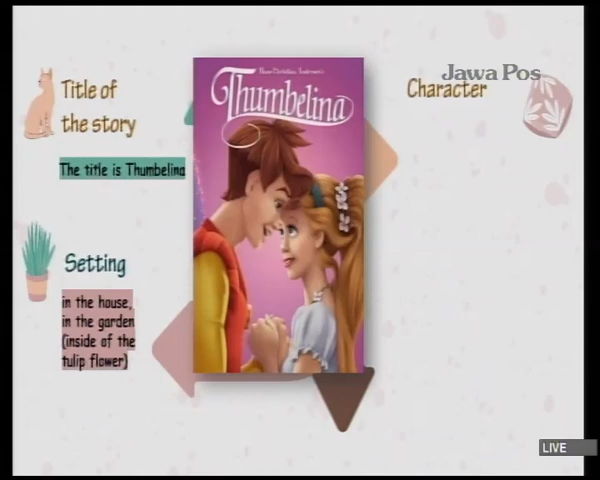 Jawa Pos
Title of
the story
The title is Thumbelina
Setting
in the house,
in the garden
(inside of the
tulip flower)
Hans Christian Andersen's
Thumbelina
Character
LIVE